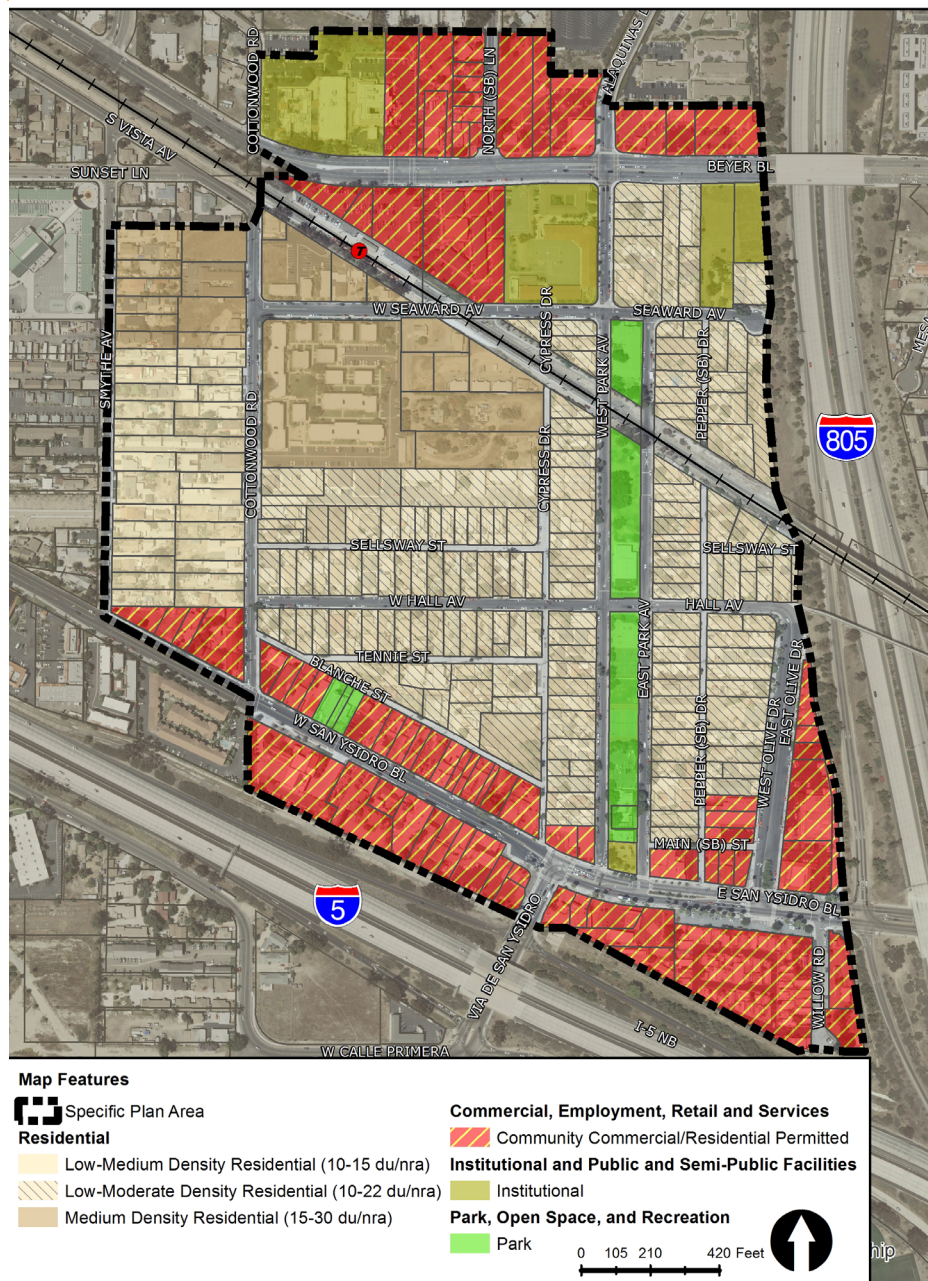 COTTONWOOD RD
NORTH (SB) LN
ALAQUINAS
S VISTA AV
SUNSET LN
BEYER BL
T
W SEAWARD AV
SEAWARD AV
CYPRESS DR
WEST PARK AV
PEPPER (SB) DR
SMYTHE AV
COTTONWOOD RD
CYPRESS DR
MESA
805
SELLSWAY ST
SELLSWAY ST
W HALL AV
HALL AV
TENNIE ST
BLANCHE ST
EAST PARK AV
EAST OLIVE DR
WEST OLIVE DR
PEPPER (SB) DR
W SAN YSIDRO BL
MAIN (SB) ST
E SAN YSIDRO BL
5
VIA DE SAN YSIDRO
WILLOW RD
I-5 NB
W CALLE PRIMERA
Map Features
Specific Plan Area
Residential
Low-Medium Density Residential (10-15 du/nra)
Low-Moderate Density Residential (10-22 du/nra)
Medium Density Residential (15-30 du/nra)
Commercial, Employment, Retail and Services
Community Commercial/Residential Permitted
Institutional and Public and Semi-Public Facilities
Institutional
Park, Open Space, and Recreation
Park
0 105 210 420 Feet
hip